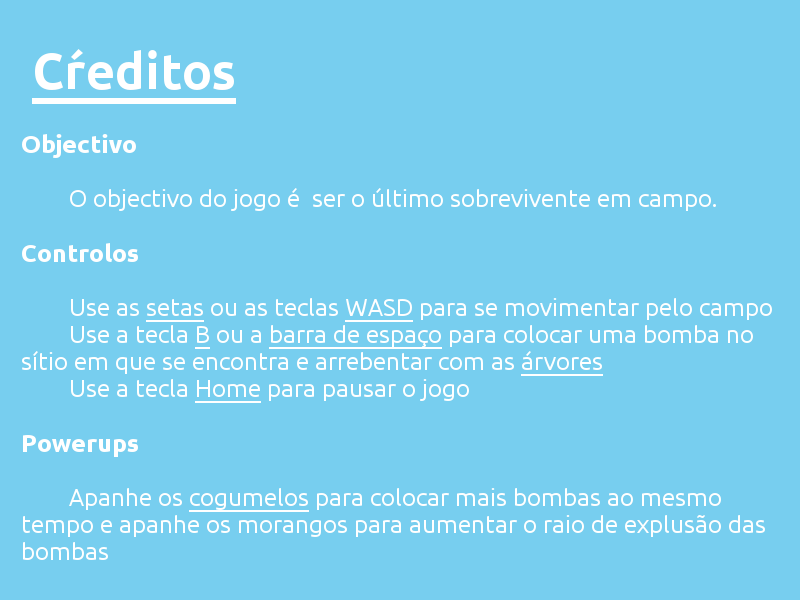 Cŕeditos
Objectivo
O objectivo do jogo é  ser o último sobrevivente em campo.
Controlos
Use as setas ou as teclas WASD para se movimentar pelo campo
Use a tecla B ou a barra de espaço para colocar uma bomba no
sítio em que se encontra e arrebentar com as árvores
Use a tecla Home para pausar o jogo
Powerups
Apanhe os cogumelos para colocar mais bombas ao mesmo
tempo e apanhe os morangos para aumentar o raio de explusão das
bombas